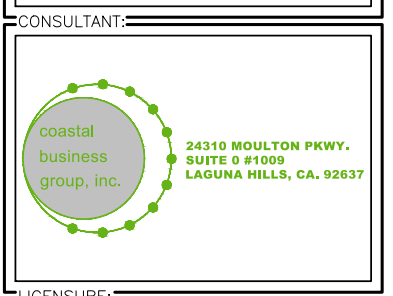 CONSULTANT:
coastal
business
group, inc.
24310 MOULTON PKWY.
SUITE 0 #1009
LAGUNA HILLS, CA. 92637
LICENSURE: